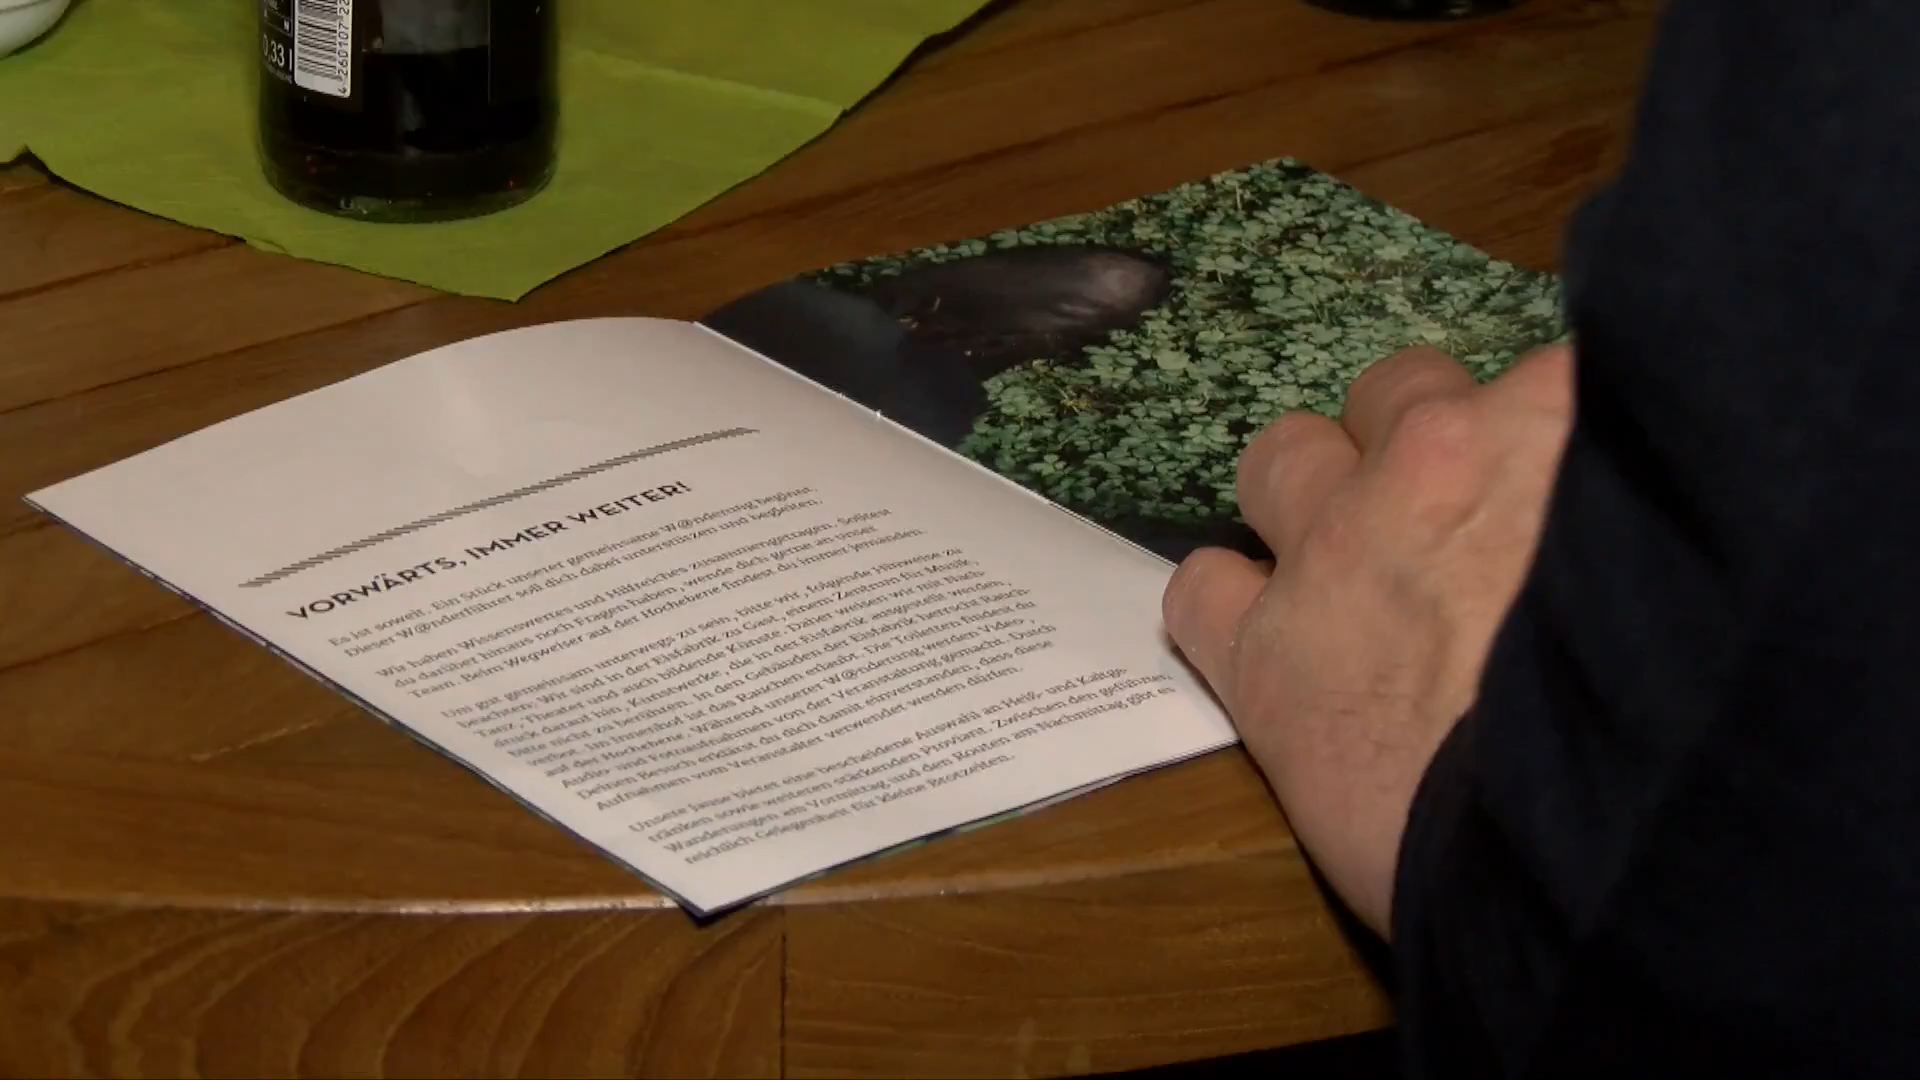 0,33 l
4 260107 22
VORWÄRTS, IMMER WEITER!
Es ist soweit. Ein Stück unserer gemeinsame W@nderung beginnt.
Dieser W@nderführer soll dich dabei unterstützen und begleiten.
Wir haben Wissenswertes und Hilfreiches zusammengetragen. Solltest
du darüber hinaus noch Fragen haben, wende dich gerne an unser
Team. Beim Wegweiser auf der Hochebene findest du immer jemanden.
Um gut gemeinsam unterwegs zu sein, bitte wir, folgende Hinweise zu
beachten: Wir sind in der Eisfabrik zu Gast, einem Zentrum für Musik,
Tanz, Theater und auch bildende Künste. Daher weisen wir mit Nach-
druck darauf hin, Kunstwerke, die in der Eisfabrik ausgestellt werden,
bitte nicht zu berühren. In den Gebäuden der Eisfabrik herrscht Rauch-
verbot. Im Innenhof ist das Rauchen erlaubt. Die Toiletten findest du
auf der Hochebene. Während unserer W@nderung werden Video-,
Audio- und Fotoaufnahmen von der Veranstaltung gemacht. Durch
Deinen Besuch erklärst du dich damit einverstanden, dass diese
Aufnahmen vom Veranstalter verwendet werden dürfen.
Unsere Jause bietet eine bescheidene Auswahl an Heiß- und Kaltge-
tränken sowie weiteren stärkenden Proviant. Zwischen den geführten
Wanderungen am Vormittag und den Routen am Nachmittag gibt es
reichlich Gelegenheit für kleine Brotzeiten.